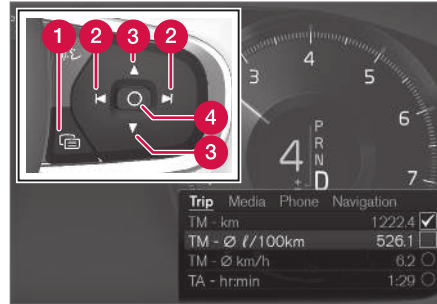 1
2
3
2
4
3
3
4
5
6
7
4
P
R
N
D
+
-
Trip Media Phone Navigation
TM - km 1222.4
TM - Ø ℓ/100km 526.1
TM - Ø km/h 6.2
TA - hr:min 1:29